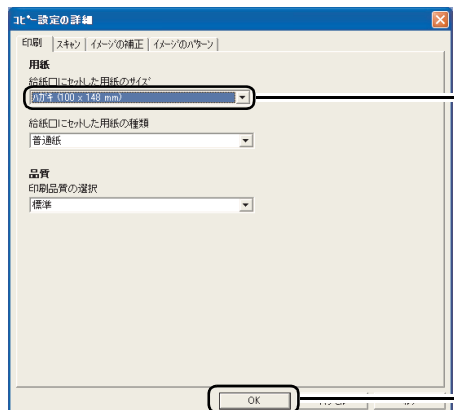 ｺﾋﾟｰ設定の詳細
印刷 スキャン イメージの補正 イメージのパターン
用紙
給紙口にセットした用紙のサイズ
ハガキ (100 x 148 mm)
給紙口にセットした用紙の種類
普通紙
品質
印刷品質の選択
標準
OK